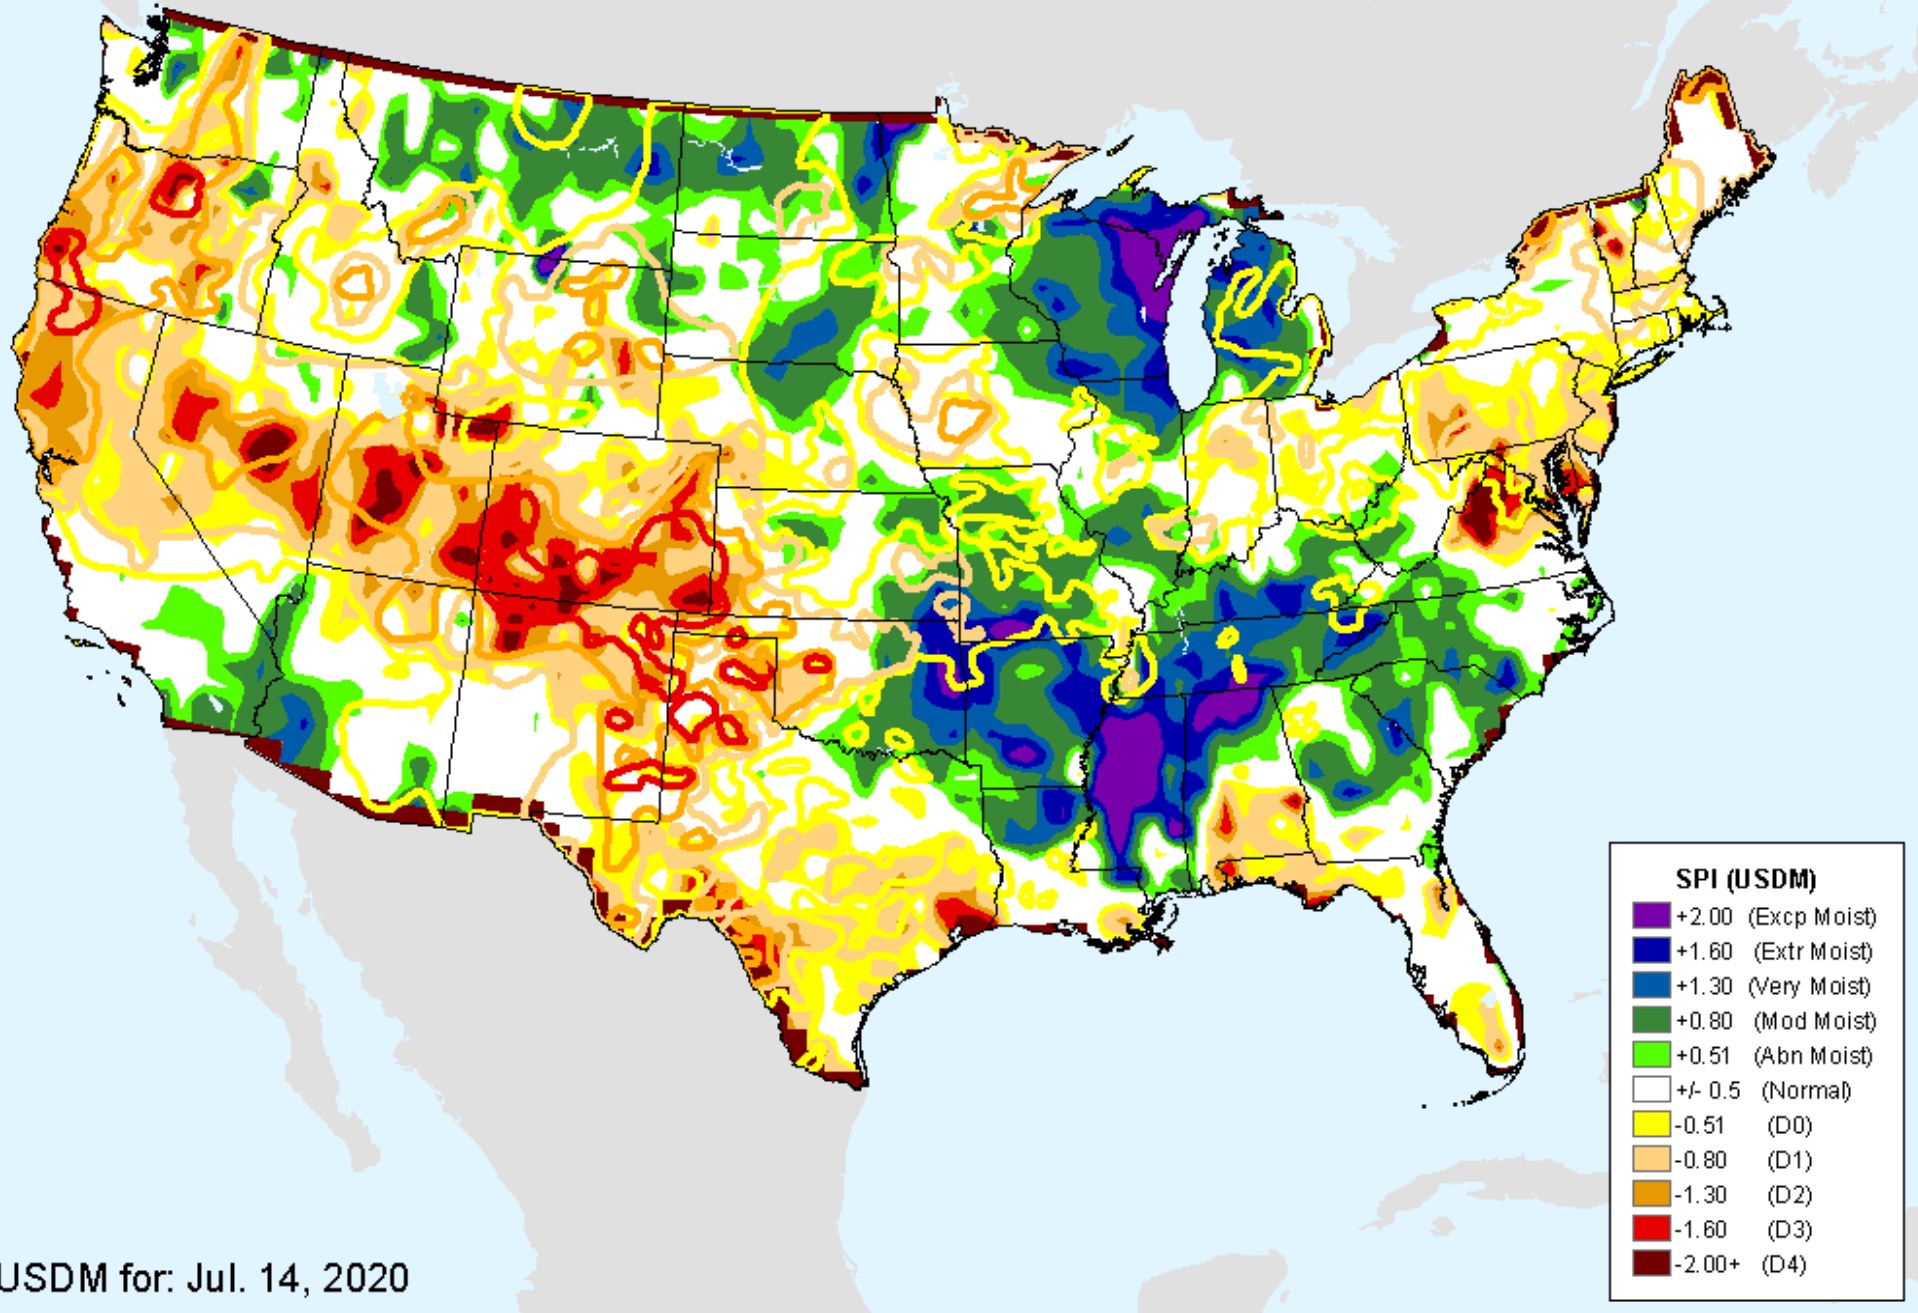 SPI (USDM)
+2.00 (Excp Moist)
+1.60 (Extr Moist)
+1.30 (Very Moist)
+0.80 (Mod Moist)
+0.51 (Abn Moist)
+/- 0.5 (Normal)
-0.51 (D0)
-0.80 (D1)
-1.30 (D2)
-1.60 (D3)
-2.00+ (D4)
USDM for: Jul. 14, 2020